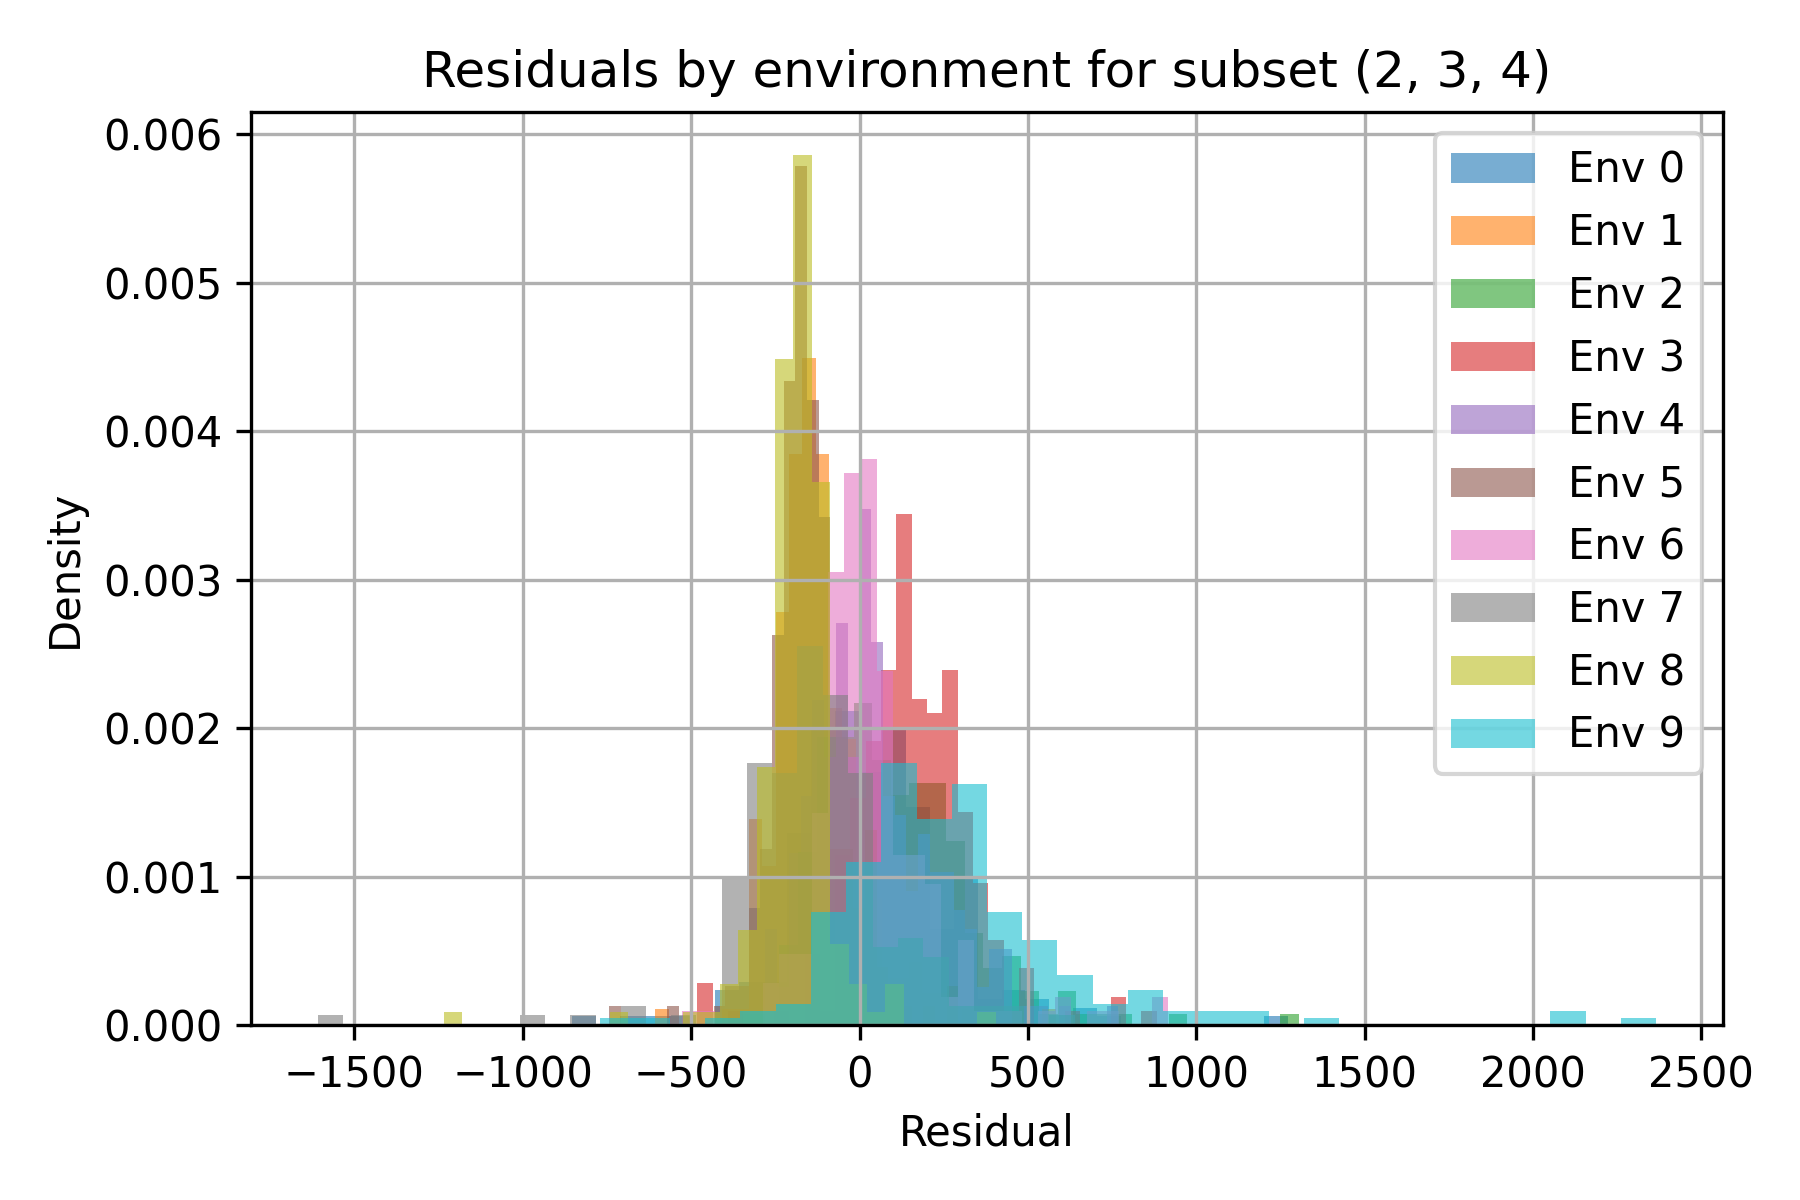 Residuals by environment for subset (2, 3, 4)
0.006
0.005
0.004
0.003
0.002
0.001
0.000
Density
−1500
−1000
−500
0
500
1000
1500
2000
2500
Residual
Env 0
Env 1
Env 2
Env 3
Env 4
Env 5
Env 6
Env 7
Env 8
Env 9